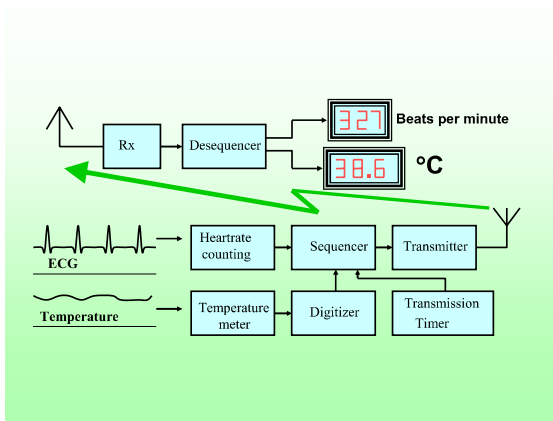 327
Beats per minute
Rx
Desequencer
38.6
°C
ECG
Heartrate
counting
Sequencer
Transmitter
Temperature
Temperature
meter
Digitizer
Transmission
Timer